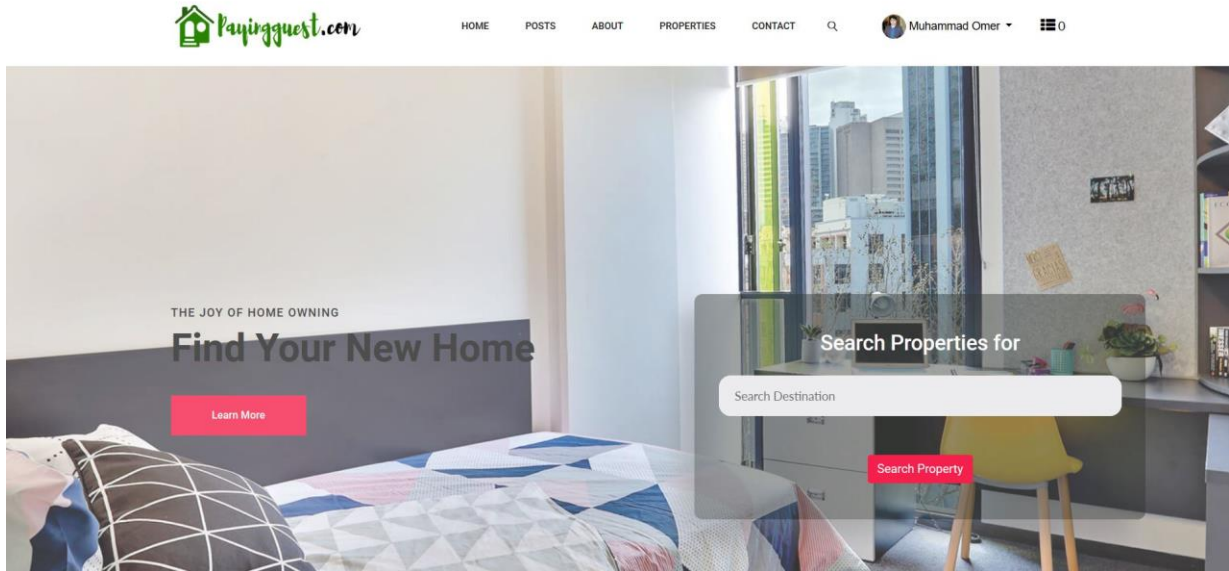 Payingguest.com
HOME POSTS ABOUT PROPERTIES CONTACT Muhammad Omer 0
THE JOY OF HOME OWNING
Find Your New Home
Learn More
Search Properties for
Search Destination
Search Property